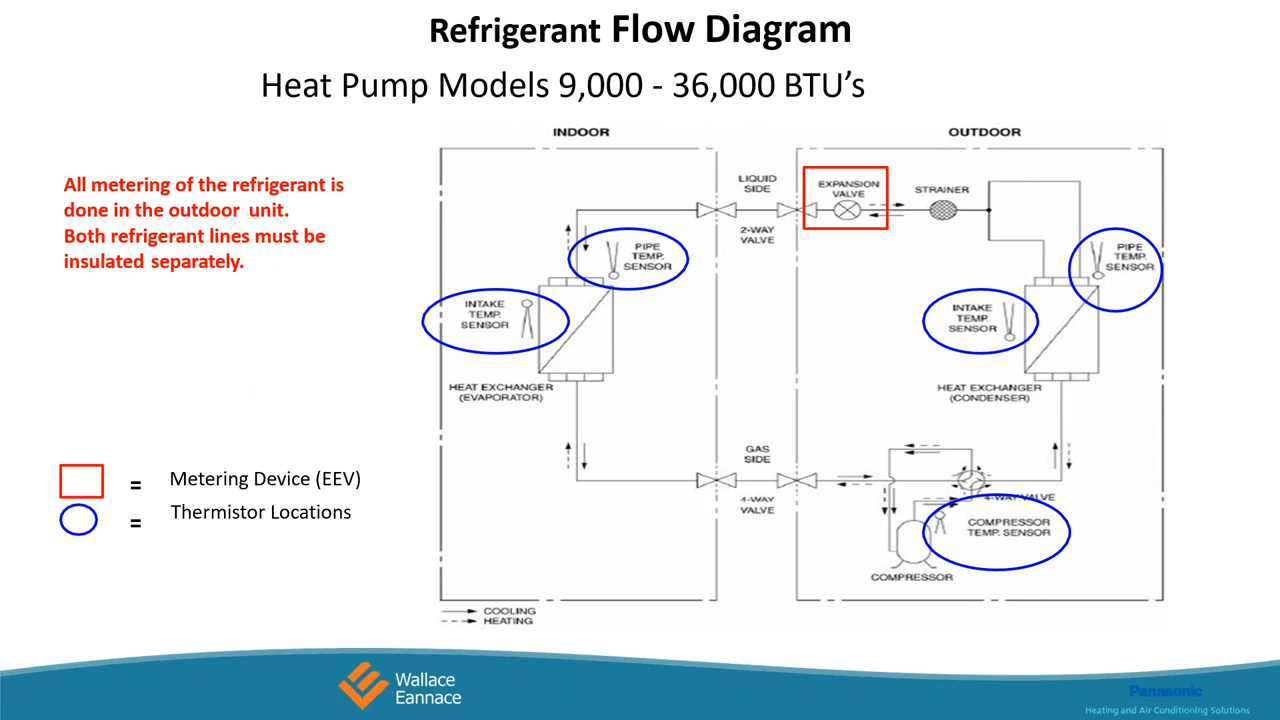 Refrigerant Flow Diagram
Heat Pump Models 9,000 - 36,000 BTU's
INDOOR
OUTDOOR
All metering of the refrigerant is
done in the outdoor unit.
Both refrigerant lines must be
insulated separately.
LIQUID
SIDE
2-WAY
VALVE
EXPANSION
VALVE
STRAINER
PIPE
TEMP.
SENSOR
INTAKE
TEMP.
SENSOR
HEAT EXCHANGER
(EVAPORATOR)
INTAKE
TEMP.
SENSOR
PIPE
TEMP.
SENSOR
HEAT EXCHANGER
(CONDENSER)
GAS
SIDE
4-WAY
VALVE
4-WAY VALVE
COMPRESSOR
TEMP. SENSOR
COMPRESSOR
= Metering Device (EEV)
= Thermistor Locations
COOLING
HEATING
Wallace
Eannace
Panasonic
Heating and Air Conditioning Solutions